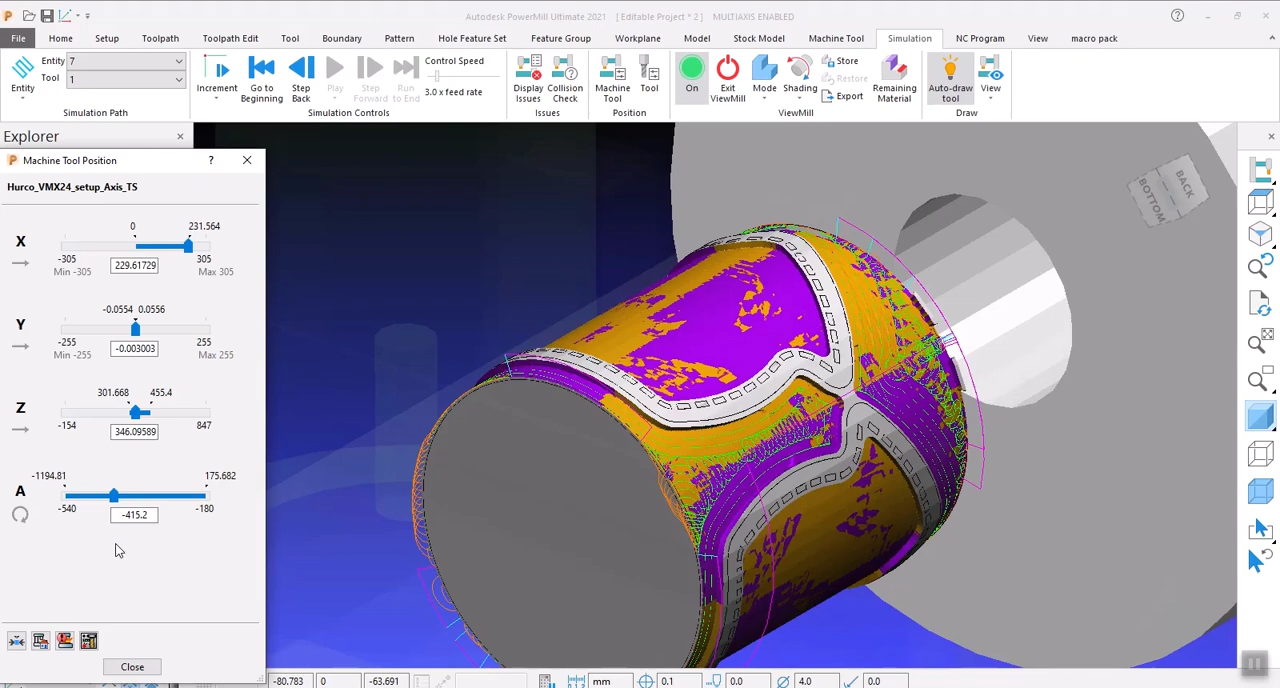 Autodesk PowerMill Ultimate 2021 [ Editable Project * 2 ] MULTIAXIS ENABLED
File Home Setup Toolpath Toolpath Edit Tool Boundary Pattern Hole Feature Set Feature Group Workplane Model Stock Model Machine Tool Simulation NC Program View macro pack
Entity
Entity 7
Tool 1
Simulation Path
Increment
Go to Beginning
Step Back
Play
Step Forward
Run to End
Control Speed
3.0 x feed rate
Simulation Controls
Display Issues
Collision Check
Issues
Machine Tool
Tool
Position
On
Exit ViewMill
Mode
Shading
Store
Restore
Export
Remaining Material
ViewMill
Auto-draw tool
View
Draw
Explorer
Machine Tool Position
?
Hurco_VMX24_setup_Axis_TS
0 231.564
X
-305 305
Min -305 229.61729 Max 305
-0.0554 0.0556
Y
-255 255
Min -255 -0.003003 Max 255
301.668 455.4
Z
-154 847
346.09589
-1194.81 175.682
A
-540 -180
-415.2
Close
BOTTOM
BACK
-80.783 0 -63.691 mm 0.1 0.0 4.0 0.0